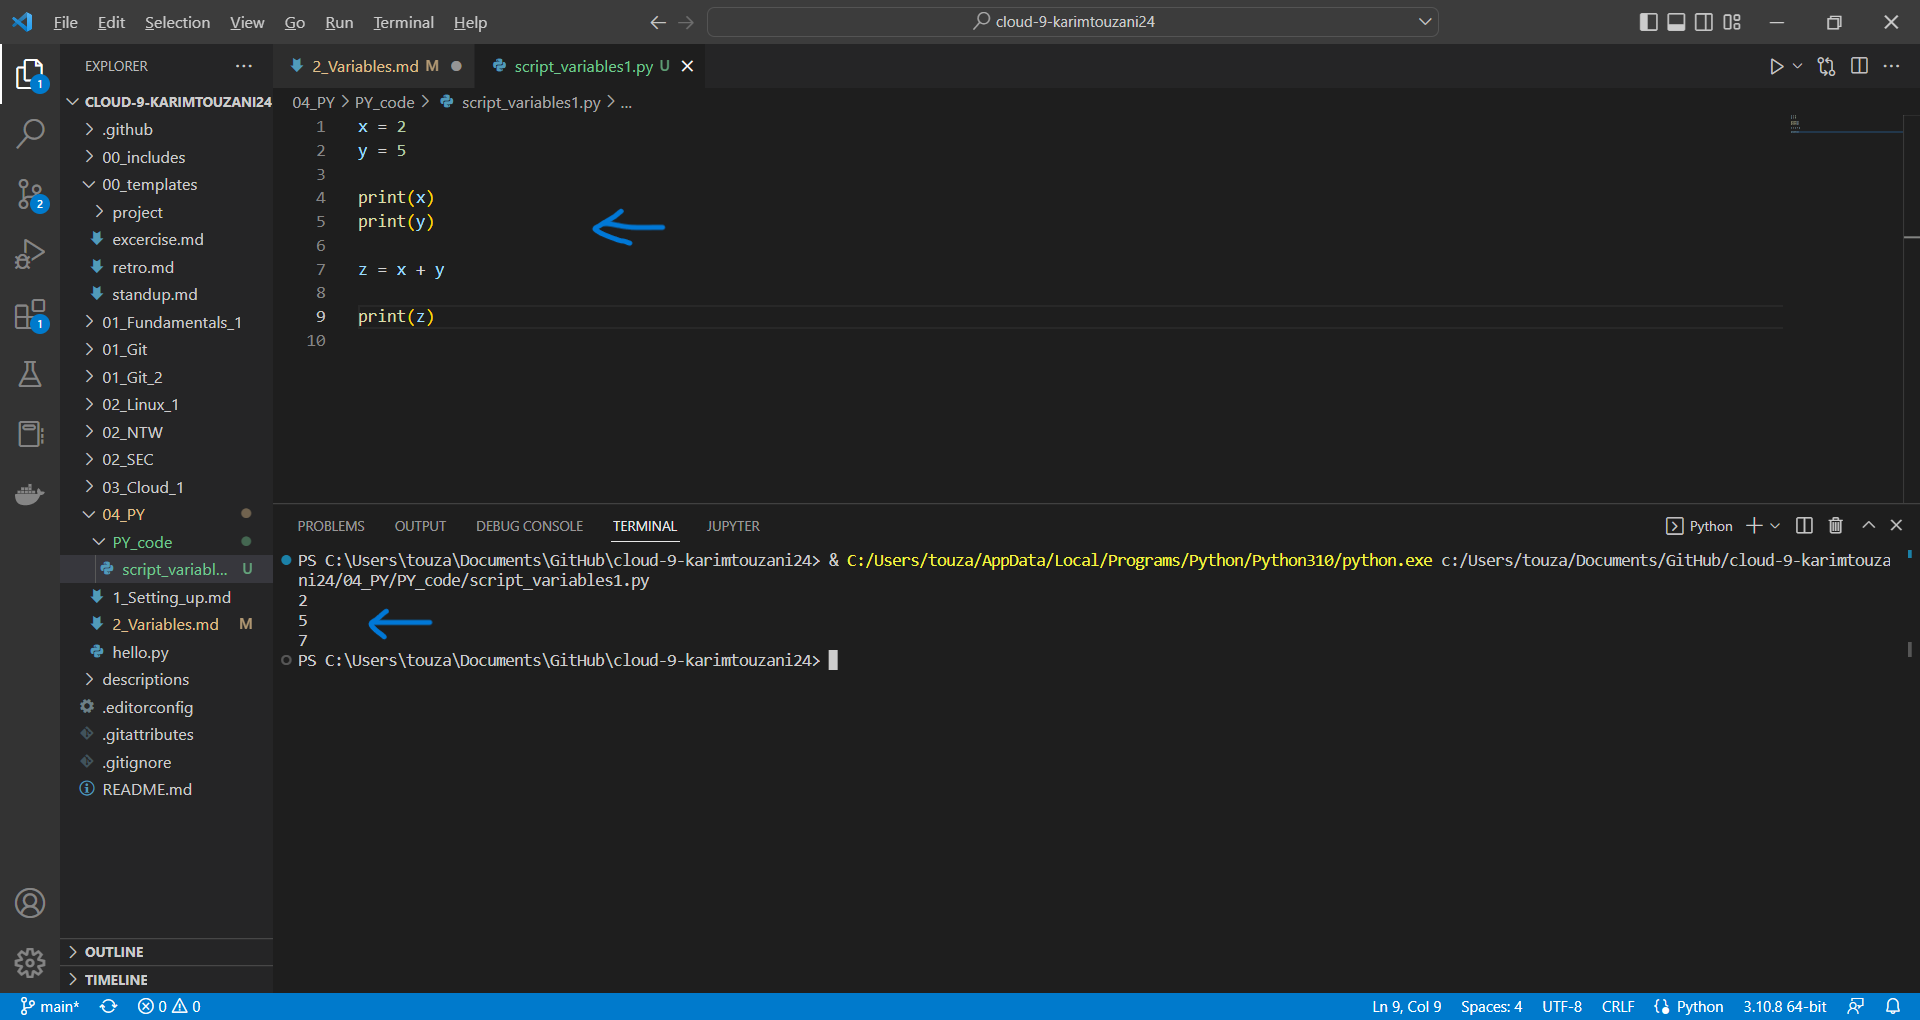 File Edit Selection View Go Run Terminal Help
cloud-9-karimtouzani24
EXPLORER
1
CLOUD-9-KARIMTOUZANI24
.github
00_includes
2
00_templates
project
excercise.md
retro.md
standup.md
1
01_Fundamentals_1
01_Git
01_Git_2
02_Linux_1
02_NTW
02_SEC
03_Cloud_1
04_PY
PY_code
script_variabl... U
1_Setting_up.md
2_Variables.md M
hello.py
descriptions
.editorconfig
.gitattributes
.gitignore
README.md
OUTLINE
TIMELINE
2_Variables.md M
script_variables1.py U
04_PY > PY_code > script_variables1.py > ...
1 x = 2
2 y = 5
3
4 print(x)
5 print(y)
6
7 z = x + y
8
9 print(z)
10
PROBLEMS OUTPUT DEBUG CONSOLE TERMINAL JUPYTER
Python
PS C:\Users\touza\Documents\GitHub\cloud-9-karimtouzani24> & C:/Users/touza/AppData/Local/Programs/Python/Python310/python.exe c:/Users/touza/Documents/GitHub/cloud-9-karimtouza
ni24/04_PY/PY_code/script_variables1.py
2
5
7
PS C:\Users\touza\Documents\GitHub\cloud-9-karimtouzani24>
main* 0 0 Ln 9, Col 9 Spaces: 4 UTF-8 CRLF Python 3.10.8 64-bit